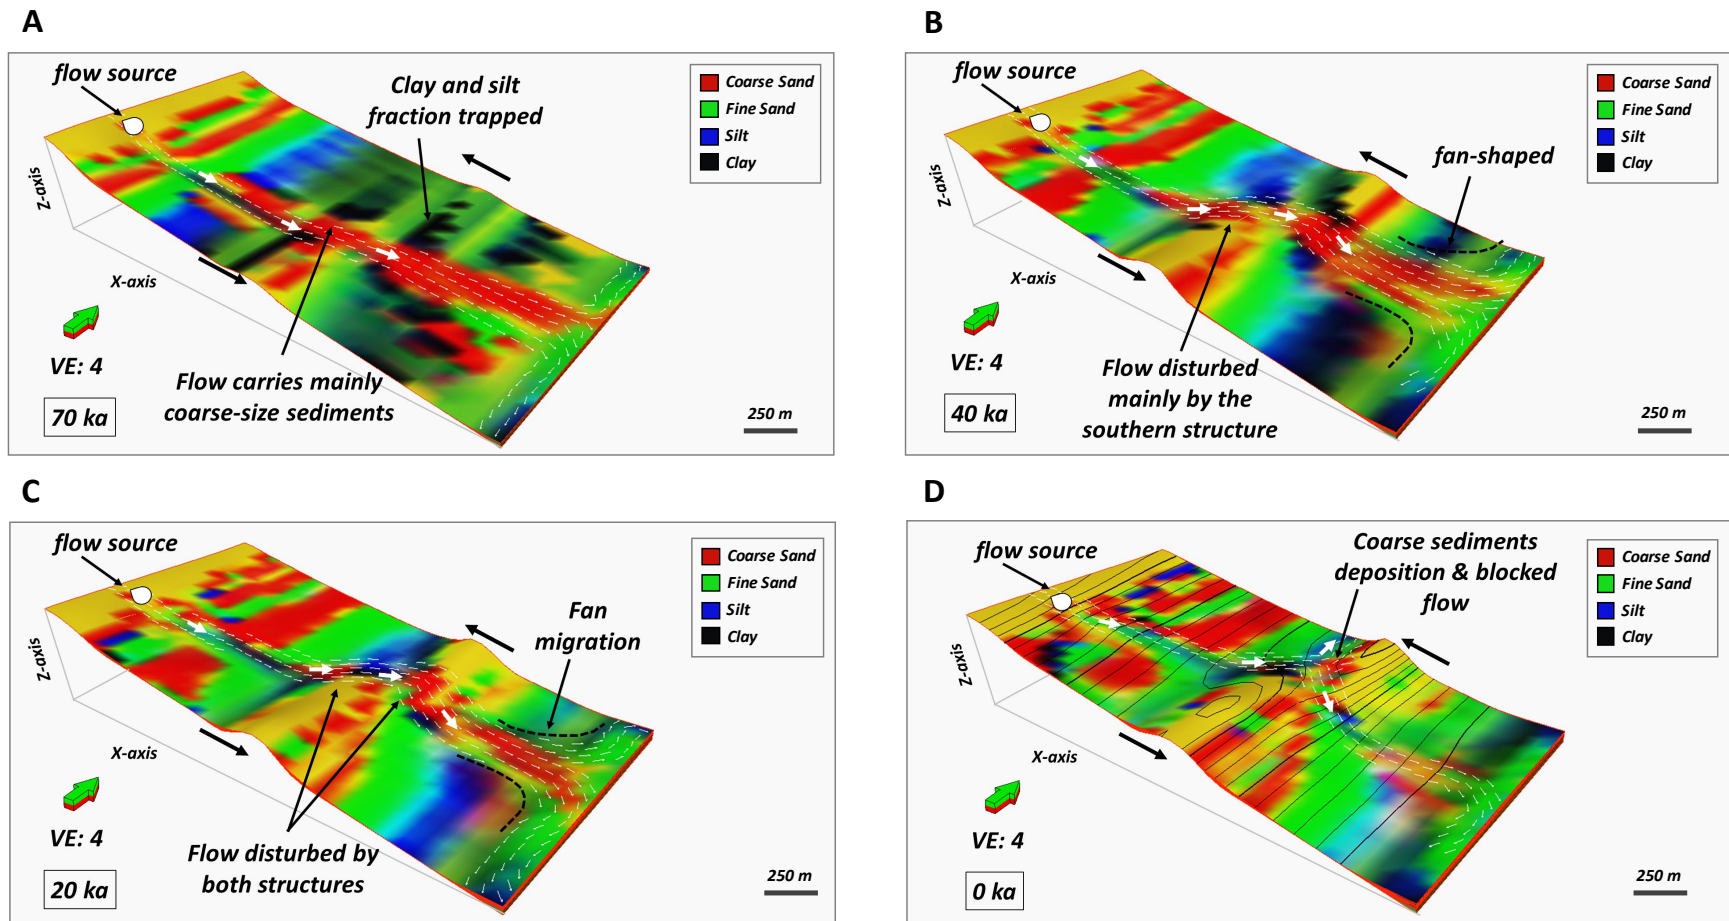 A
flow source
Clay and silt
fraction trapped
Coarse Sand
Fine Sand
Silt
Clay
Z-axis
X-axis
VE: 4
Flow carries mainly
coarse-size sediments
70 ka
250 m
B
flow source
Coarse Sand
Fine Sand
Silt
Clay
fan-shaped
Z-axis
X-axis
VE: 4
Flow disturbed
mainly by the
southern structure
40 ka
250 m
C
flow source
Coarse Sand
Fine Sand
Silt
Clay
Fan
migration
Z-axis
X-axis
VE: 4
Flow disturbed by
both structures
20 ka
250 m
D
flow source
Coarse sediments
deposition & blocked
flow
Coarse Sand
Fine Sand
Silt
Clay
Z-axis
X-axis
VE: 4
0 ka
250 m